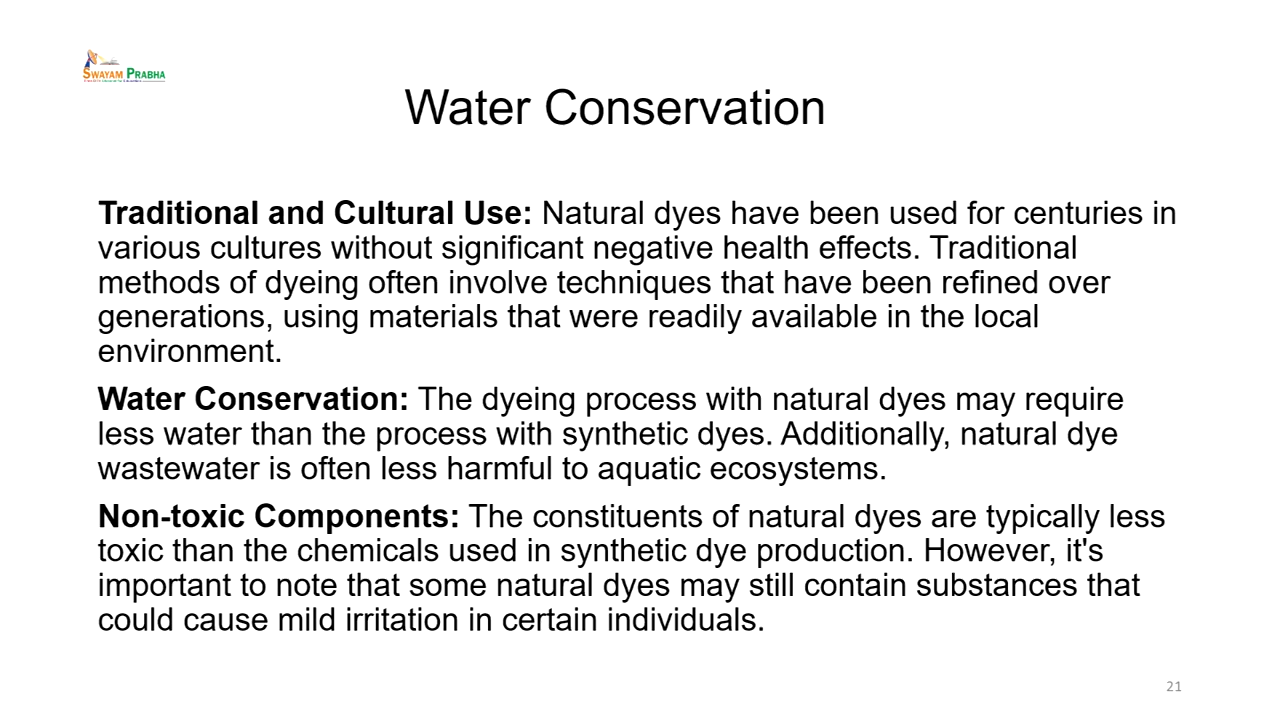 SWAYAM PRABHA
Water Conservation
Traditional and Cultural Use: Natural dyes have been used for centuries in
various cultures without significant negative health effects. Traditional
methods of dyeing often involve techniques that have been refined over
generations, using materials that were readily available in the local
environment.
Water Conservation: The dyeing process with natural dyes may require
less water than the process with synthetic dyes. Additionally, natural dye
wastewater is often less harmful to aquatic ecosystems.
Non-toxic Components: The constituents of natural dyes are typically less
toxic than the chemicals used in synthetic dye production. However, it's
important to note that some natural dyes may still contain substances that
could cause mild irritation in certain individuals.
21